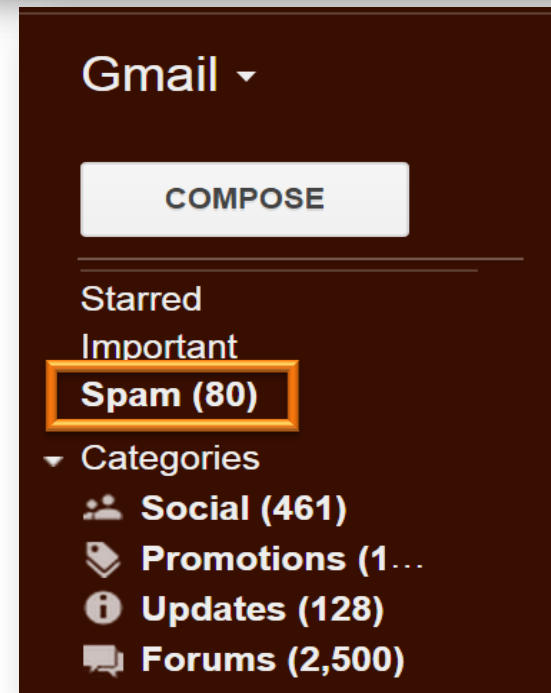 Gmail
COMPOSE
Starred
Important
Spam (80)
Categories
Social (461)
Promotions (1...
Updates (128)
Forums (2,500)